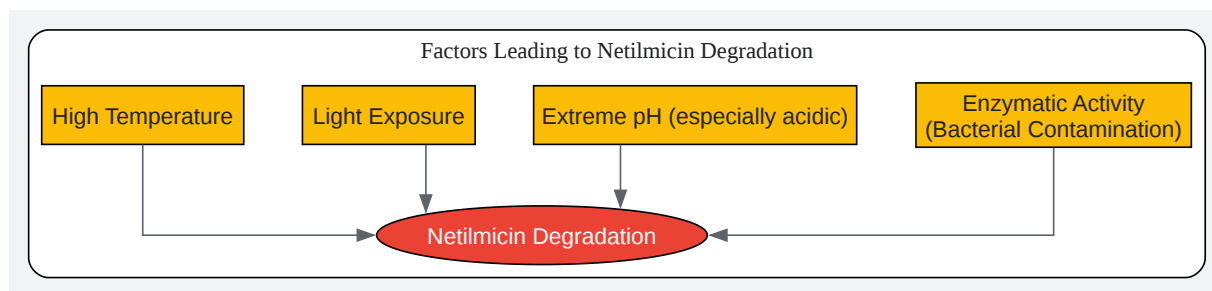 Factors Leading to Netilmicin Degradation
High Temperature
Light Exposure
Extreme pH (especially acidic)
Enzymatic Activity
(Bacterial Contamination)
Netilmicin Degradation